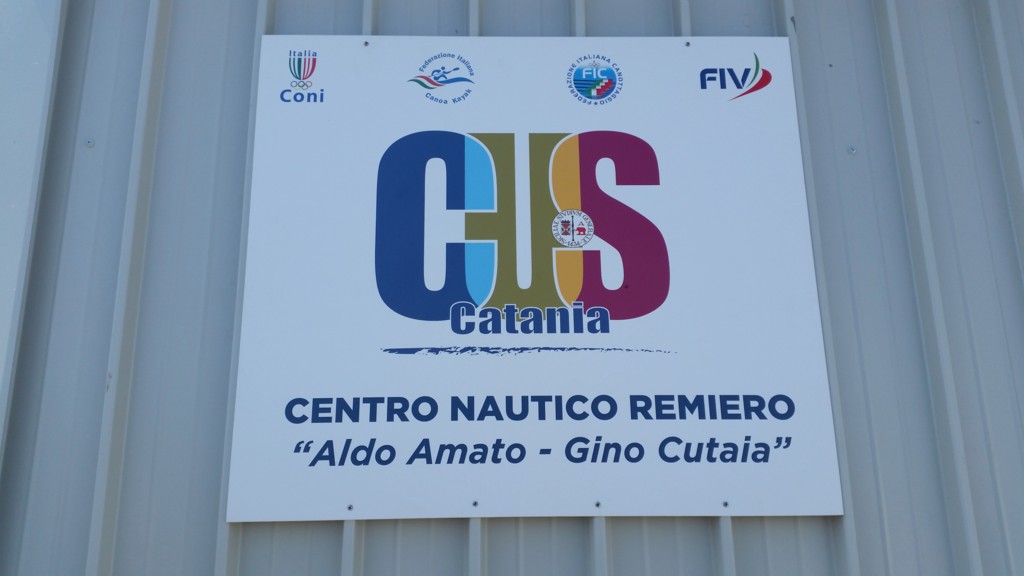 Italia
Coni
Federazione Italiana
Canoa Kayak
FEDERAZIONE ITALIANA CANOTTAGGIO
FIC
FIV
CUS
Catania
CENTRO NAUTICO REMIERO
“Aldo Amato - Gino Cutaia”